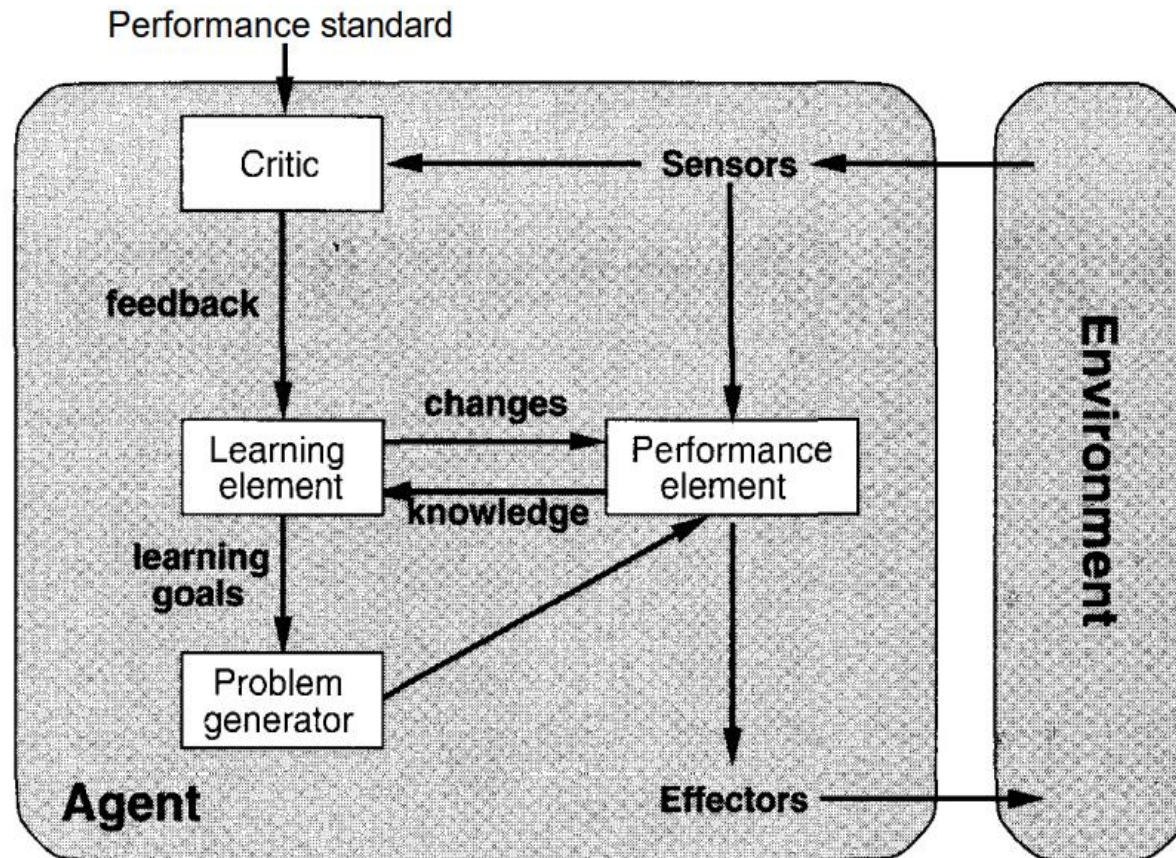 Performance standard
Critic
Sensors
feedback
changes
Learning
element
Performance
element
knowledge
learning
goals
Problem
generator
Agent
Effectors
Environment